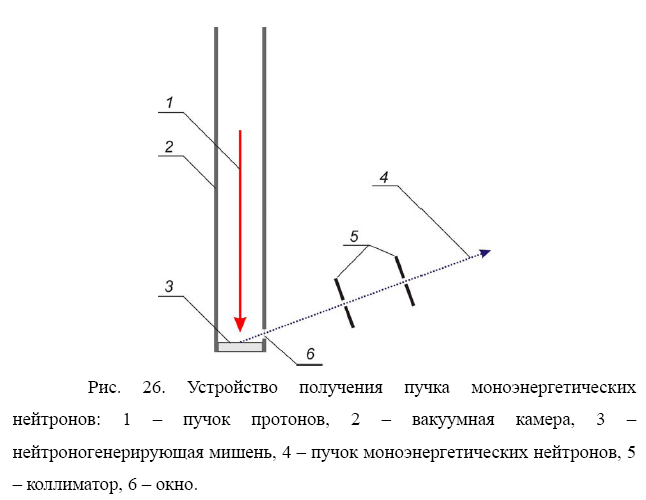 1
2
4
5
3
6
Рис. 26. Устройство получения пучка моноэнергетических
нейтронов: 1 – пучок протонов, 2 – вакуумная камера, 3 –
нейтроногенерирующая мишень, 4 – пучок моноэнергетических нейтронов, 5
– коллиматор, 6 – окно.